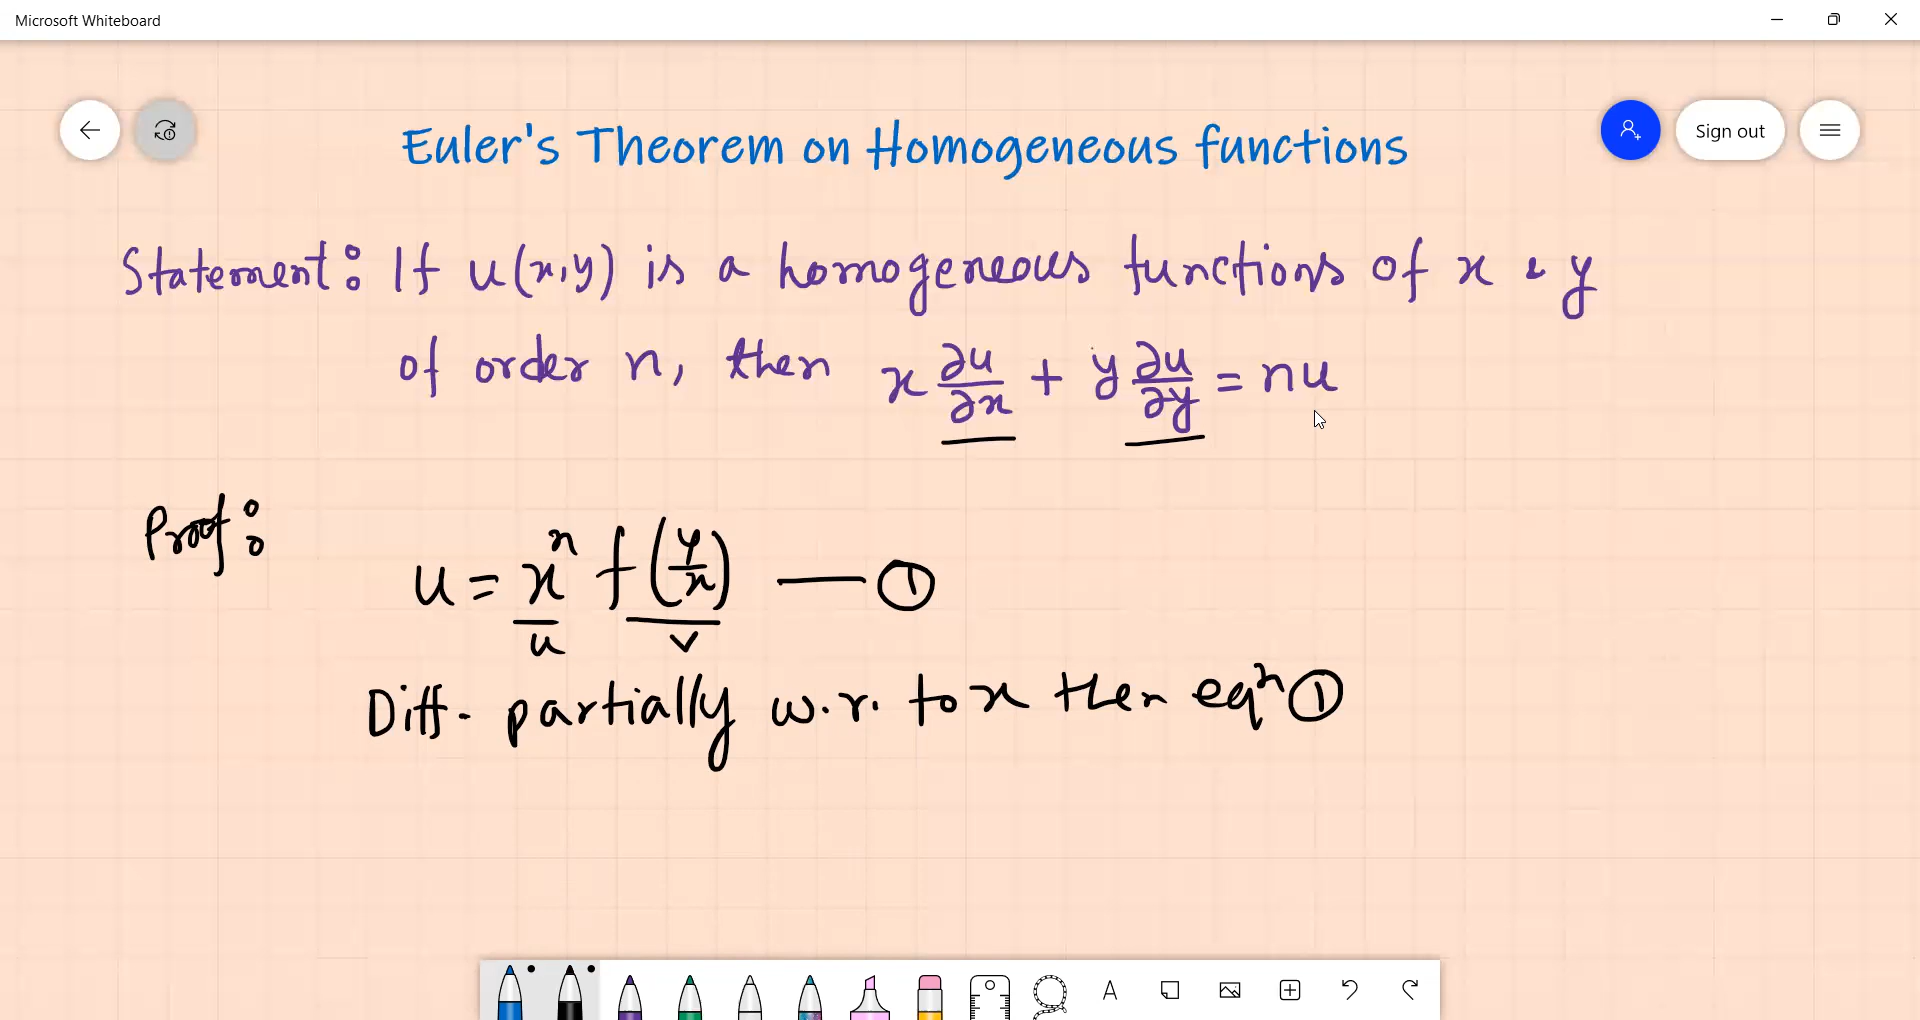 Microsoft Whiteboard
Sign out
Euler's Theorem on Homogeneous functions
Statement: If u(x,y) is a homogeneous functions of x & y
of order n, then x ∂u/∂x + y ∂u/∂y = nu
Proof:
u = x^n f(y/x) — ①
u v
Diff. partially w.r. to x then eqn ①
A